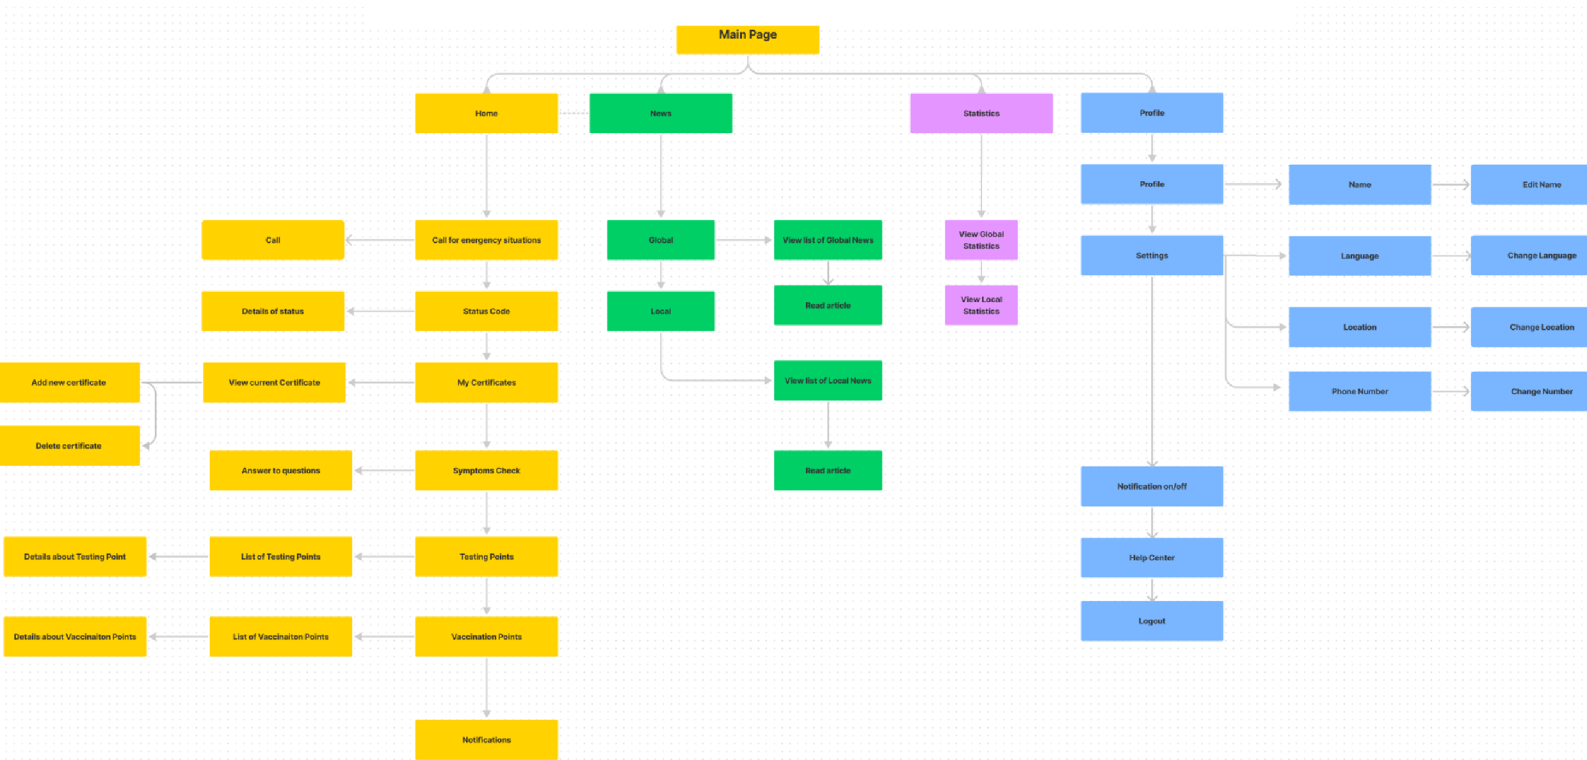 Main Page
Home
News
Statistics
Profile
Profile
Name
Edit Name
Call
Call for emergency situations
Global
View list of Global News
View Global
Statistics
Settings
Language
Change Language
Details of status
Status Code
Local
Read article
View Local
Statistics
Location
Change Location
Add new certificate
View current Certificate
My Certificates
View list of Local News
Phone Number
Change Number
Delete certificate
Answer to questions
Symptoms Check
Read article
Notification on/off
Details about Testing Point
List of Testing Points
Testing Points
Help Center
Details about Vaccinaiton Points
List of Vaccinaiton Points
Vaccination Points
Logout
Notifications